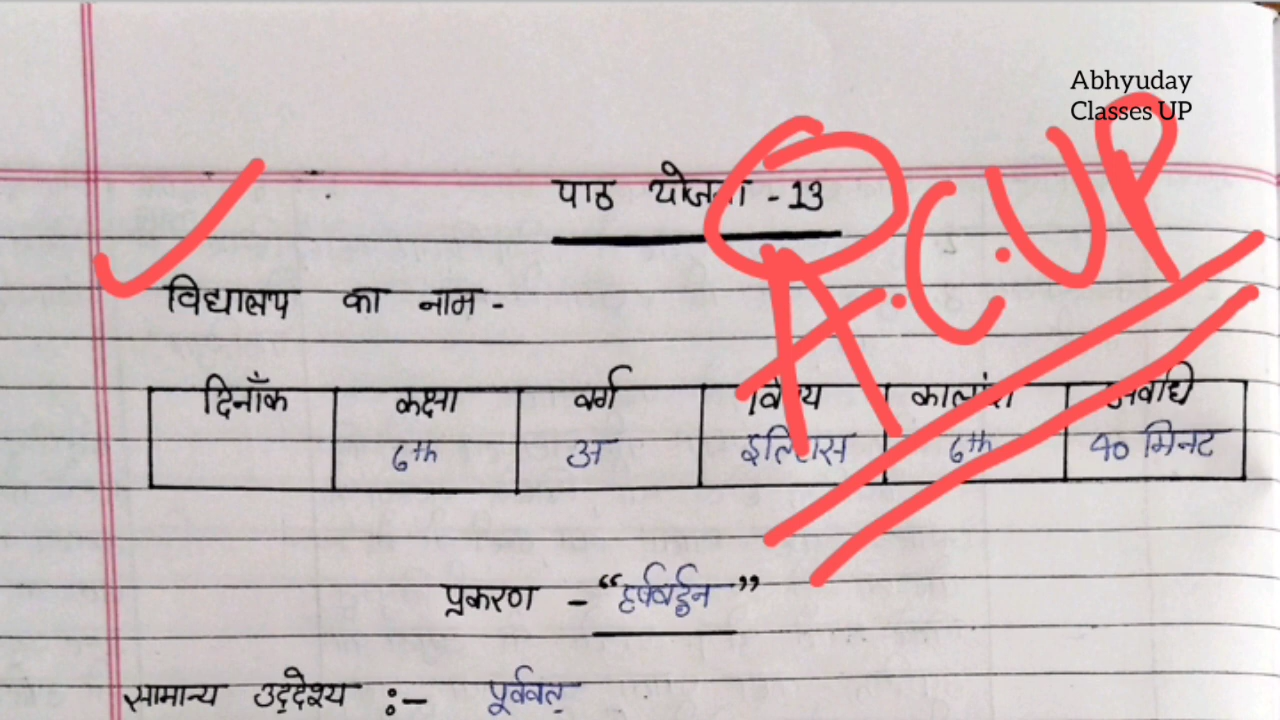 Abhyuday
Classes UP
पाठ योजना - 13
A.C.UP
विद्यालय का नाम -
दिनाँक कक्षा वर्ग विषय कालांश अवधि
6th अ इतिहास 6th 40 मिनट
प्रकरण - "हर्षवर्द्धन"
सामान्य उद्देश्य :- पूर्ववत्